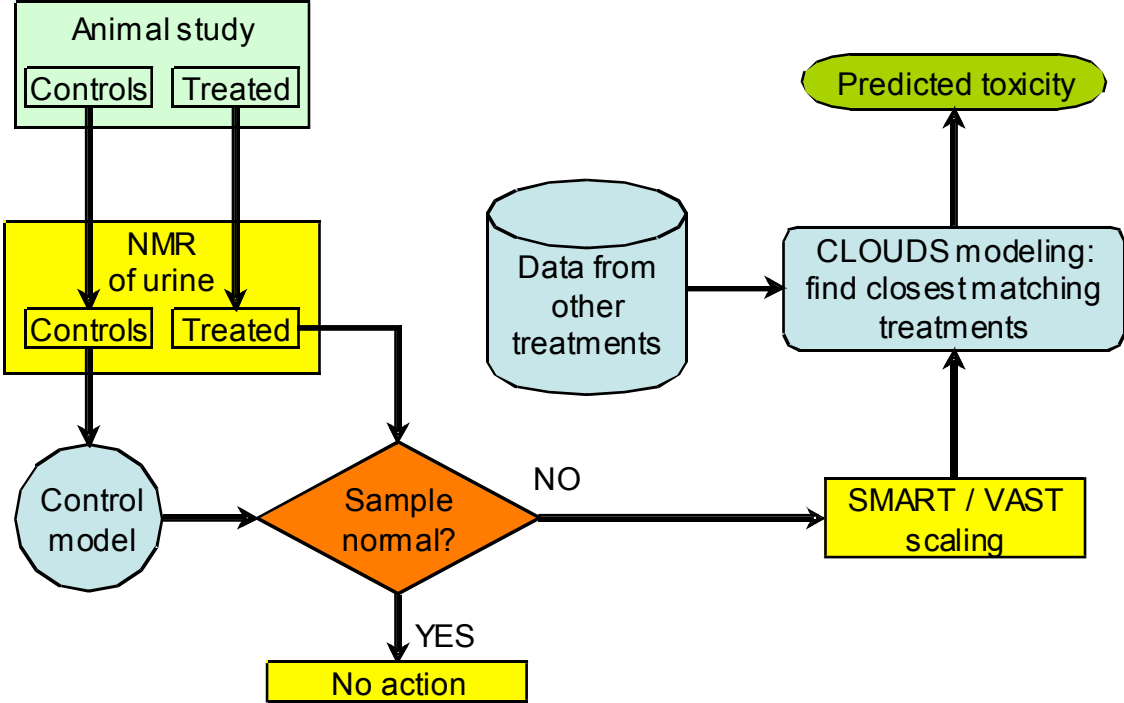 Animal study
Controls
Treated
NMR
of urine
Controls
Treated
Control
model
Sample
normal?
NO
YES
No action
SMART / VAST
scaling
Data from
other
treatments
CLOUDS modeling:
find closest matching
treatments
Predicted toxicity